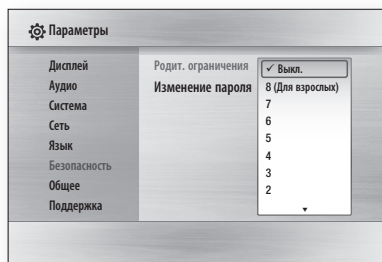 Параметры
Дисплей
Аудио
Система
Сеть
Язык
Безопасность
Общее
Поддержка
Родит. ограничения
Изменение пароля
✓ Выкл.
8 (Для взрослых)
7
6
5
4
3
2